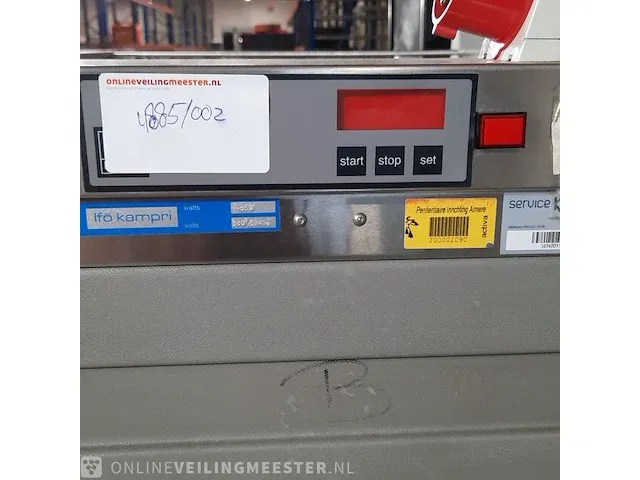 ONLINEVEILINGMEESTER.NL
4885/002
start stop set
Ifö kampri
watts
volts
Penitentiaire Inrichting Almere
200002090
activa
service
B
ONLINEVEILINGMEESTER.NL